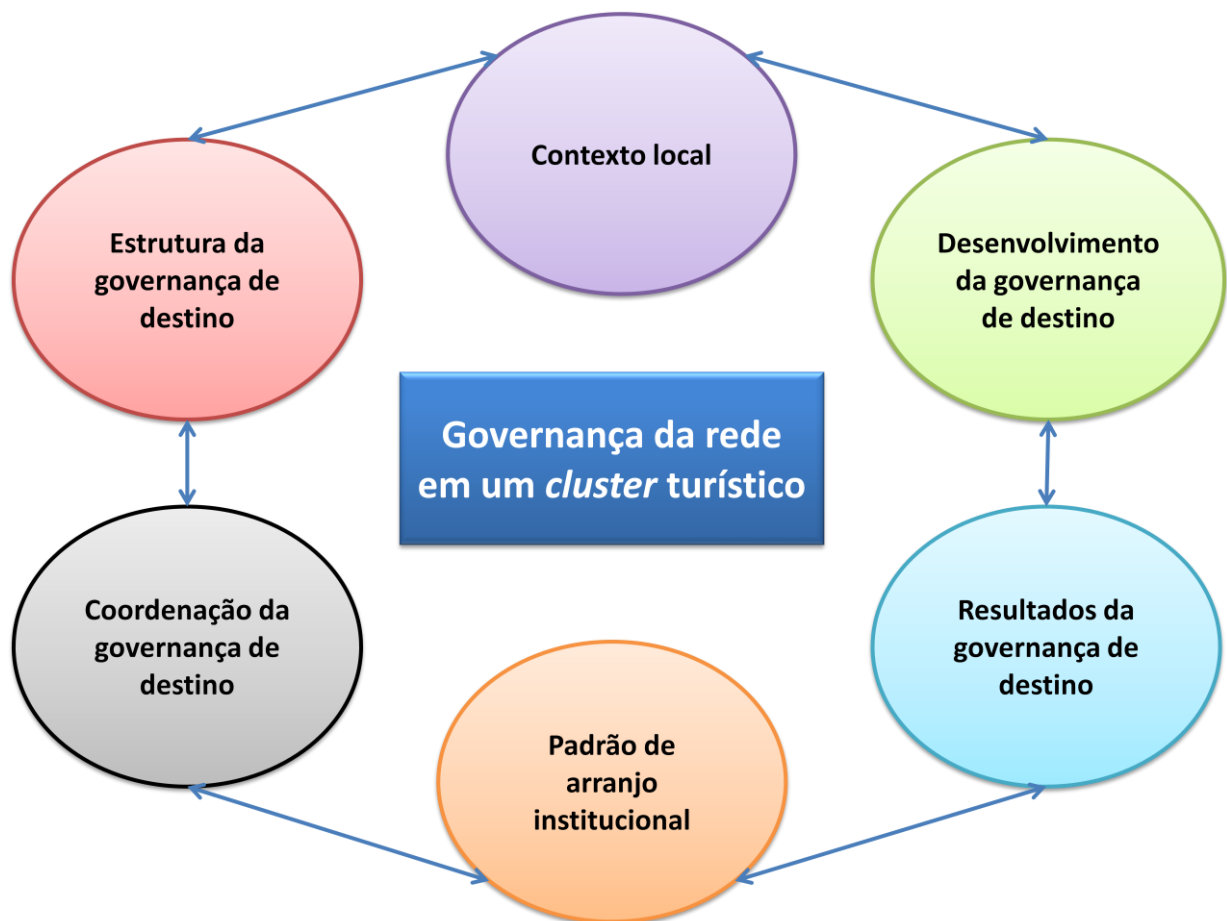 Contexto local
Estrutura da
governança de
destino
Desenvolvimento
da governança
de destino
Governança da rede
em um cluster turístico
Coordenação da
governança de
destino
Resultados da
governança de
destino
Padrão de
arranjo
institucional